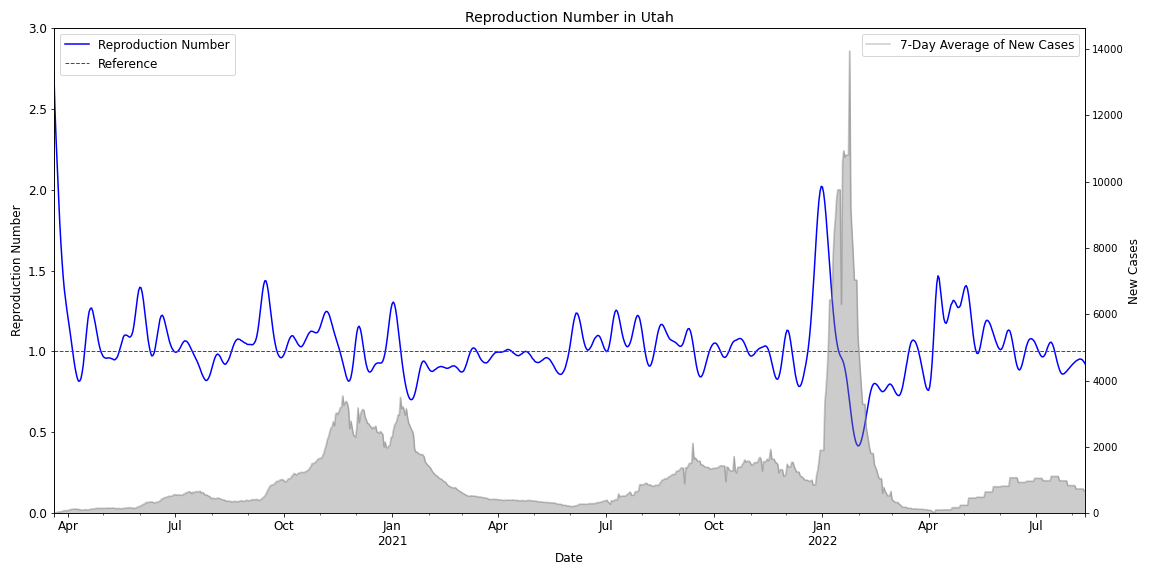 Reproduction Number in Utah
Reproduction Number
Reference
7-Day Average of New Cases
3.0
2.5
2.0
1.5
1.0
0.5
0.0
Reproduction Number
14000
12000
10000
8000
6000
4000
2000
0
New Cases
Apr Jul Oct Jan Apr Jul Oct Jan Apr Jul
2021 2022
Date